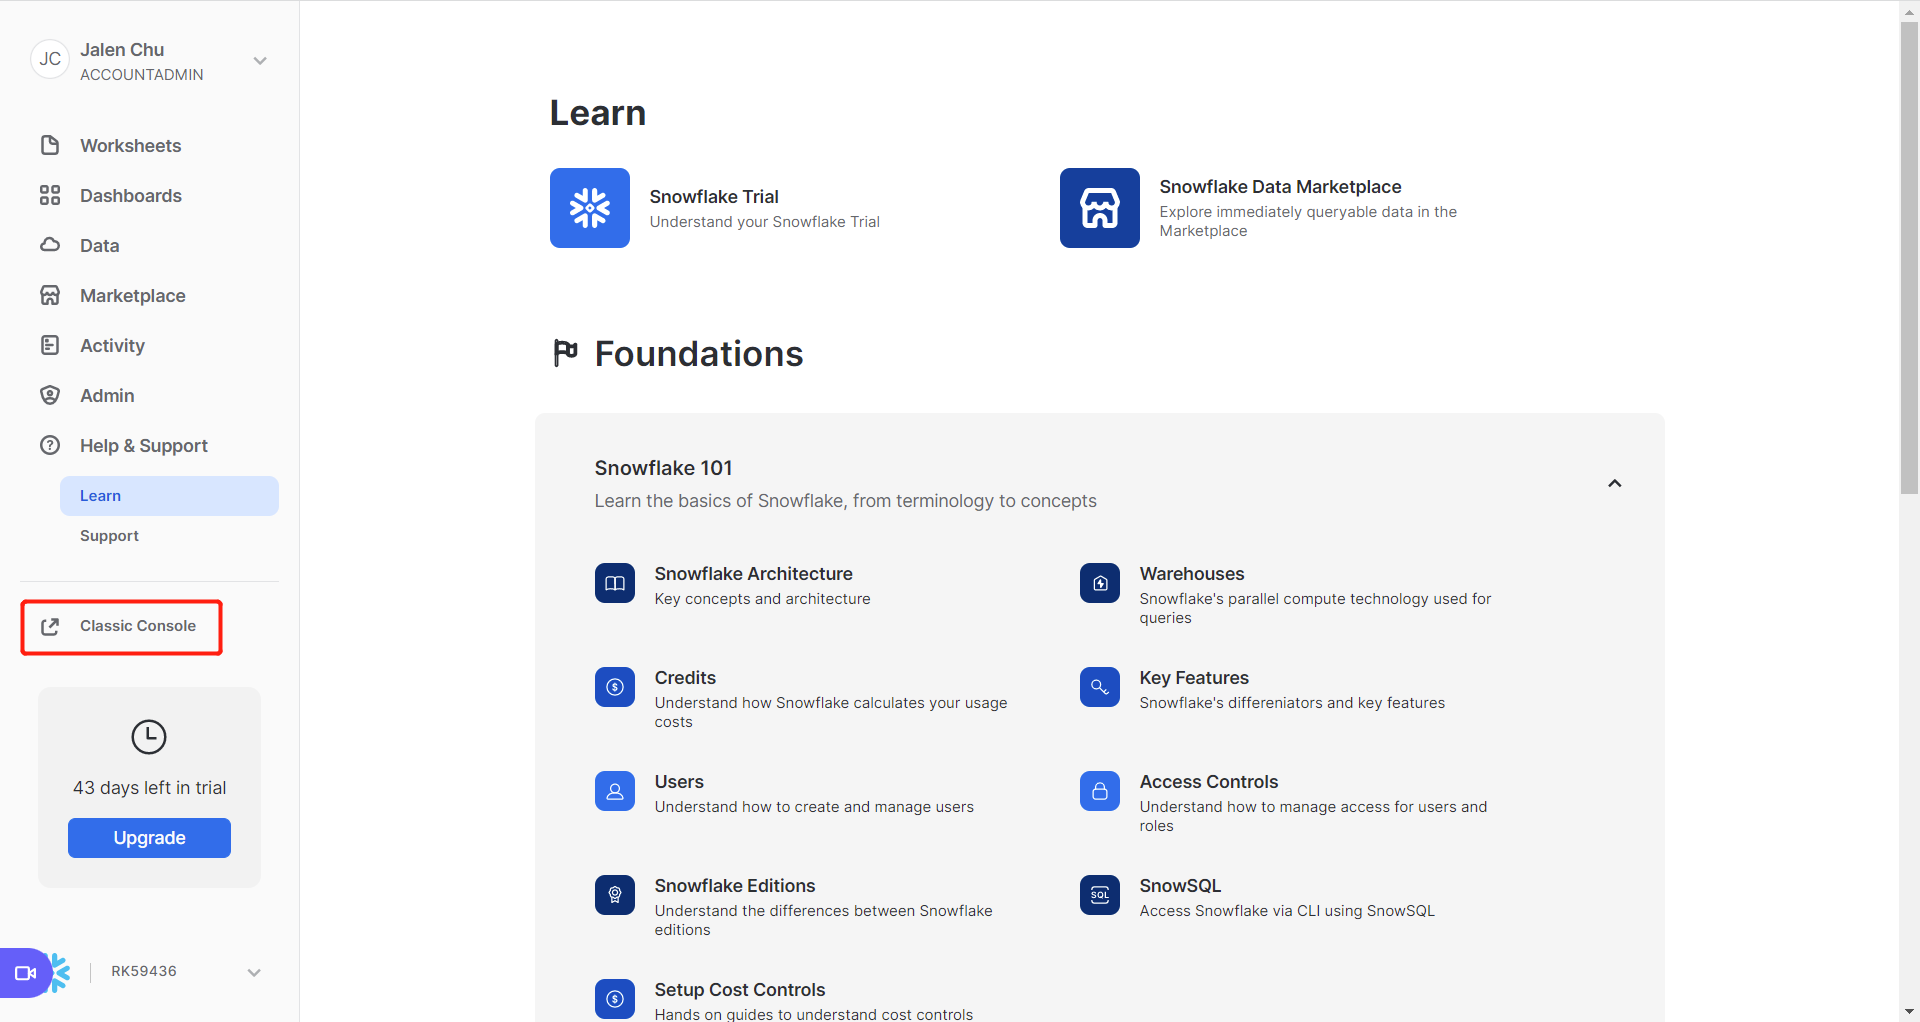 JC
Jalen Chu
ACCOUNTADMIN
Worksheets
Dashboards
Data
Marketplace
Activity
Admin
Help & Support
Learn
Support
Classic Console
43 days left in trial
Upgrade
RK59436
Learn
Snowflake Trial
Understand your Snowflake Trial
Snowflake Data Marketplace
Explore immediately queryable data in the
Marketplace
Foundations
Snowflake 101
Learn the basics of Snowflake, from terminology to concepts
Snowflake Architecture
Key concepts and architecture
Warehouses
Snowflake's parallel compute technology used for
queries
Credits
Understand how Snowflake calculates your usage
costs
Key Features
Snowflake's differeniators and key features
Users
Understand how to create and manage users
Access Controls
Understand how to manage access for users and
roles
Snowflake Editions
Understand the differences between Snowflake
editions
SQL
SnowSQL
Access Snowflake via CLI using SnowSQL
Setup Cost Controls
Hands on guides to understand cost controls